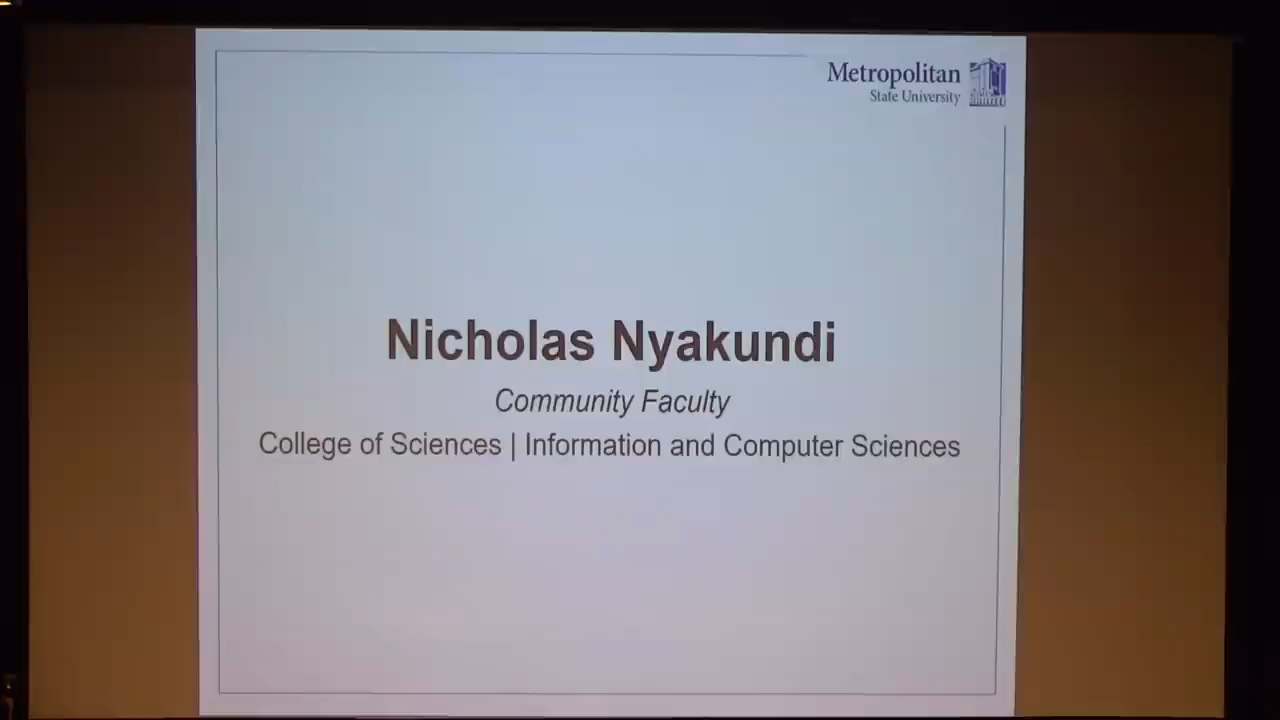 Metropolitan
State University
Nicholas Nyakundi
Community Faculty
College of Sciences | Information and Computer Sciences